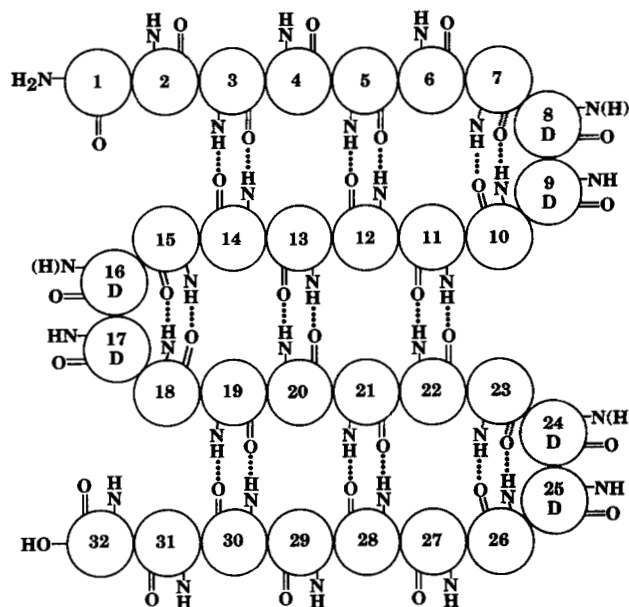 H H H
N O N O N O
H₂N 1 2 3 4 5 6 7
8 N(H)
D O
O N O N O N O
H H H
H H H
O N O N O N
9 NH
D O
15 14 13 12 11 10
(H)N 16
O D
O N O N O N
H H H
H H H
N O N O N O
HN 17
O D
18 19 20 21 22 23
24 N(H
D O
N O N O N O
H H H
H H H H
O N O N O N O N
25 NH
D O
HO 32 31 30 29 28 27 26
O N O N O N
H H H